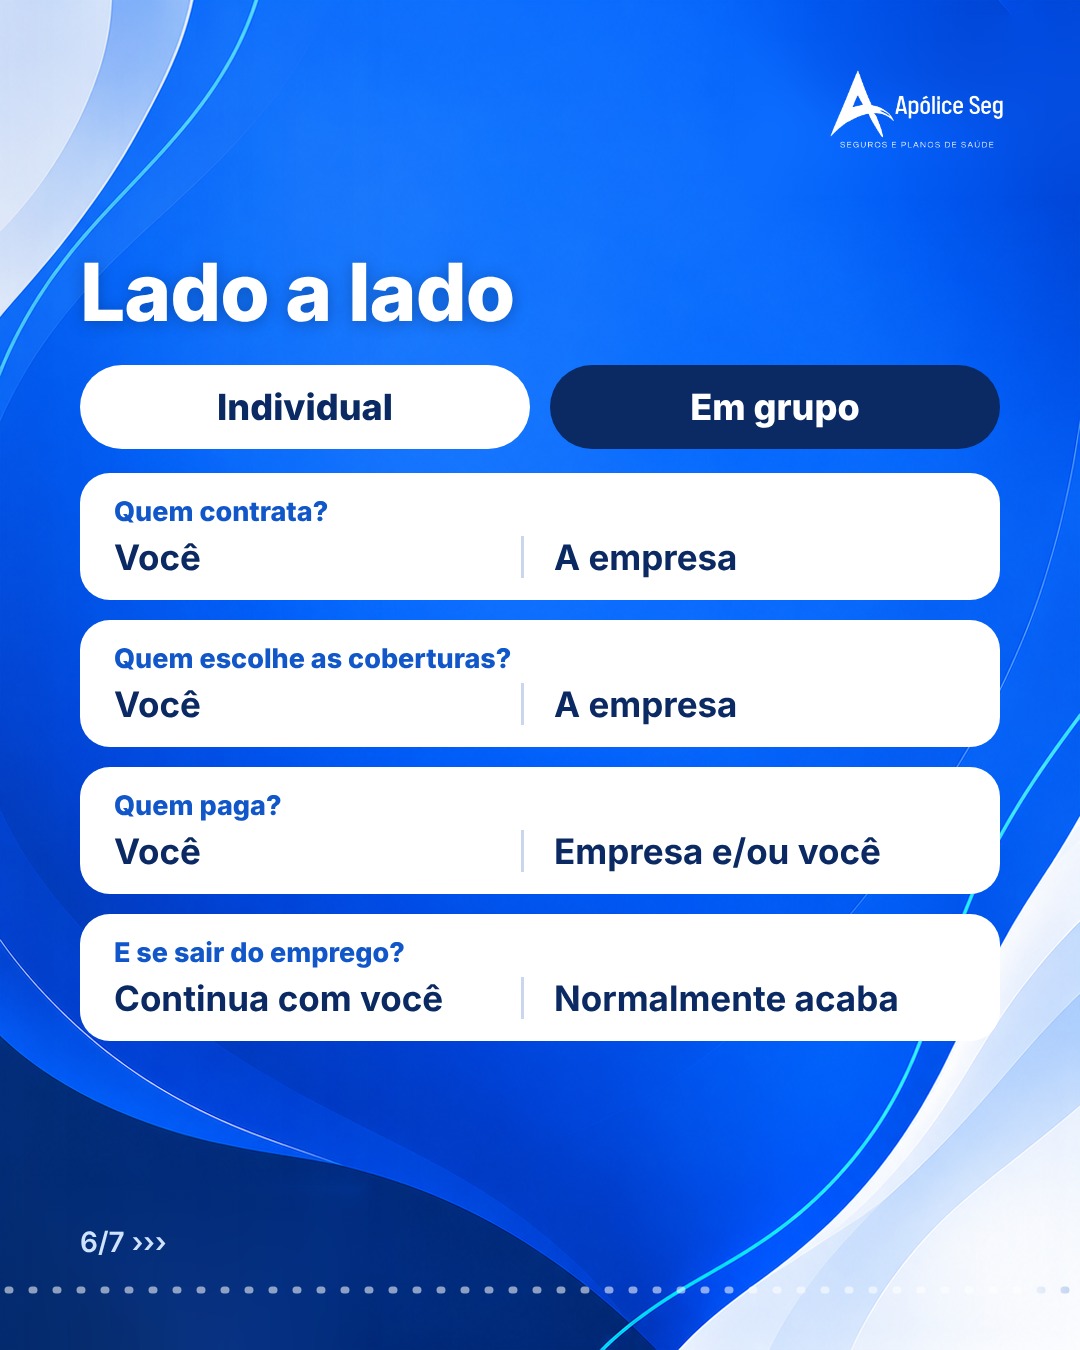 Apólice Seg
SEGUROS E PLANOS DE SAÚDE
Lado a lado
Individual
Em grupo
Quem contrata?
Você
A empresa
Quem escolhe as coberturas?
Você
A empresa
Quem paga?
Você
Empresa e/ou você
E se sair do emprego?
Continua com você
Normalmente acaba
6/7 ›››